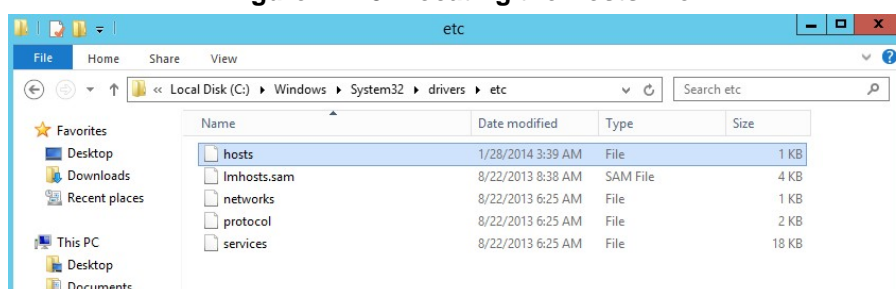 etc
File Home Share View
« Local Disk (C:) Windows System32 drivers etc Search etc
Favorites
Desktop
Downloads
Recent places
This PC
Desktop
Documents
Name Date modified Type Size
hosts 1/28/2014 3:39 AM File 1 KB
lmhosts.sam 8/22/2013 8:38 AM SAM File 4 KB
networks 8/22/2013 6:25 AM File 1 KB
protocol 8/22/2013 6:25 AM File 2 KB
services 8/22/2013 6:25 AM File 18 KB